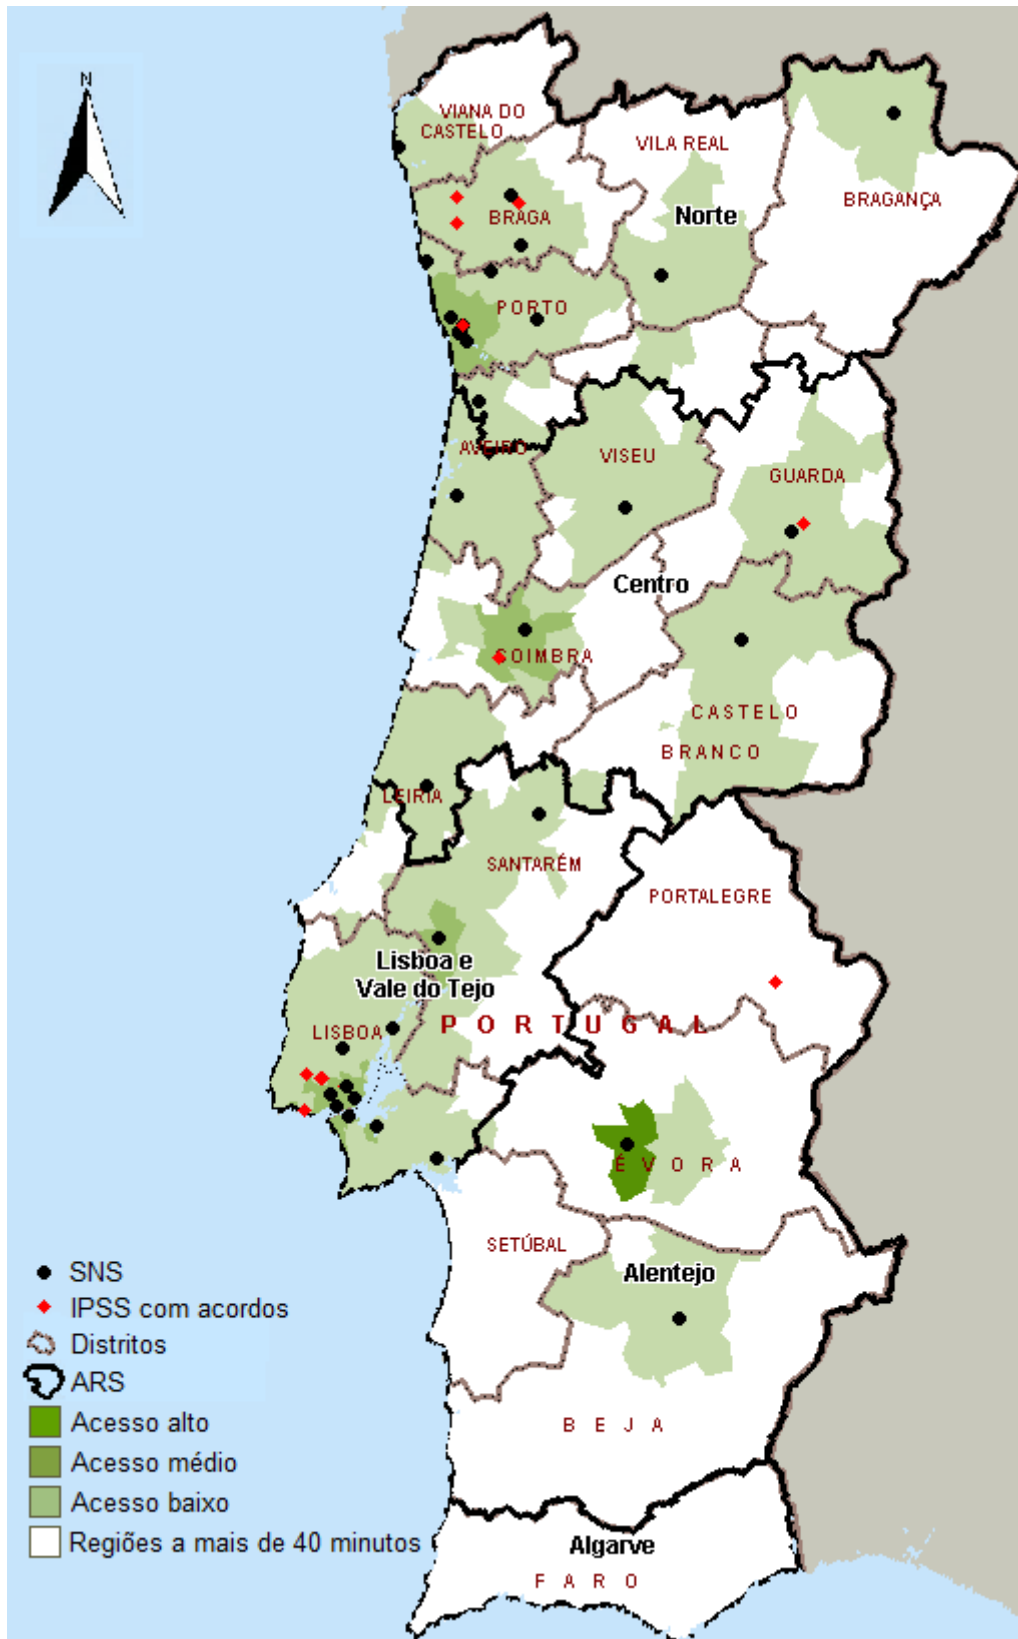 N
VIANA DO
CASTELO
VILA REAL
BRAGANÇA
Norte
BRAGA
PORTO
AVEIRO
VISEU
GUARDA
Centro
COIMBRA
CASTELO
BRANCO
LEIRIA
SANTARÉM
PORTALEGRE
Lisboa e
Vale do Tejo
PORTUGAL
LISBOA
ÉVORA
SETÚBAL
Alentejo
BEJA
Algarve
FARO
SNS
IPSS com acordos
Distritos
ARS
Acesso alto
Acesso médio
Acesso baixo
Regiões a mais de 40 minutos